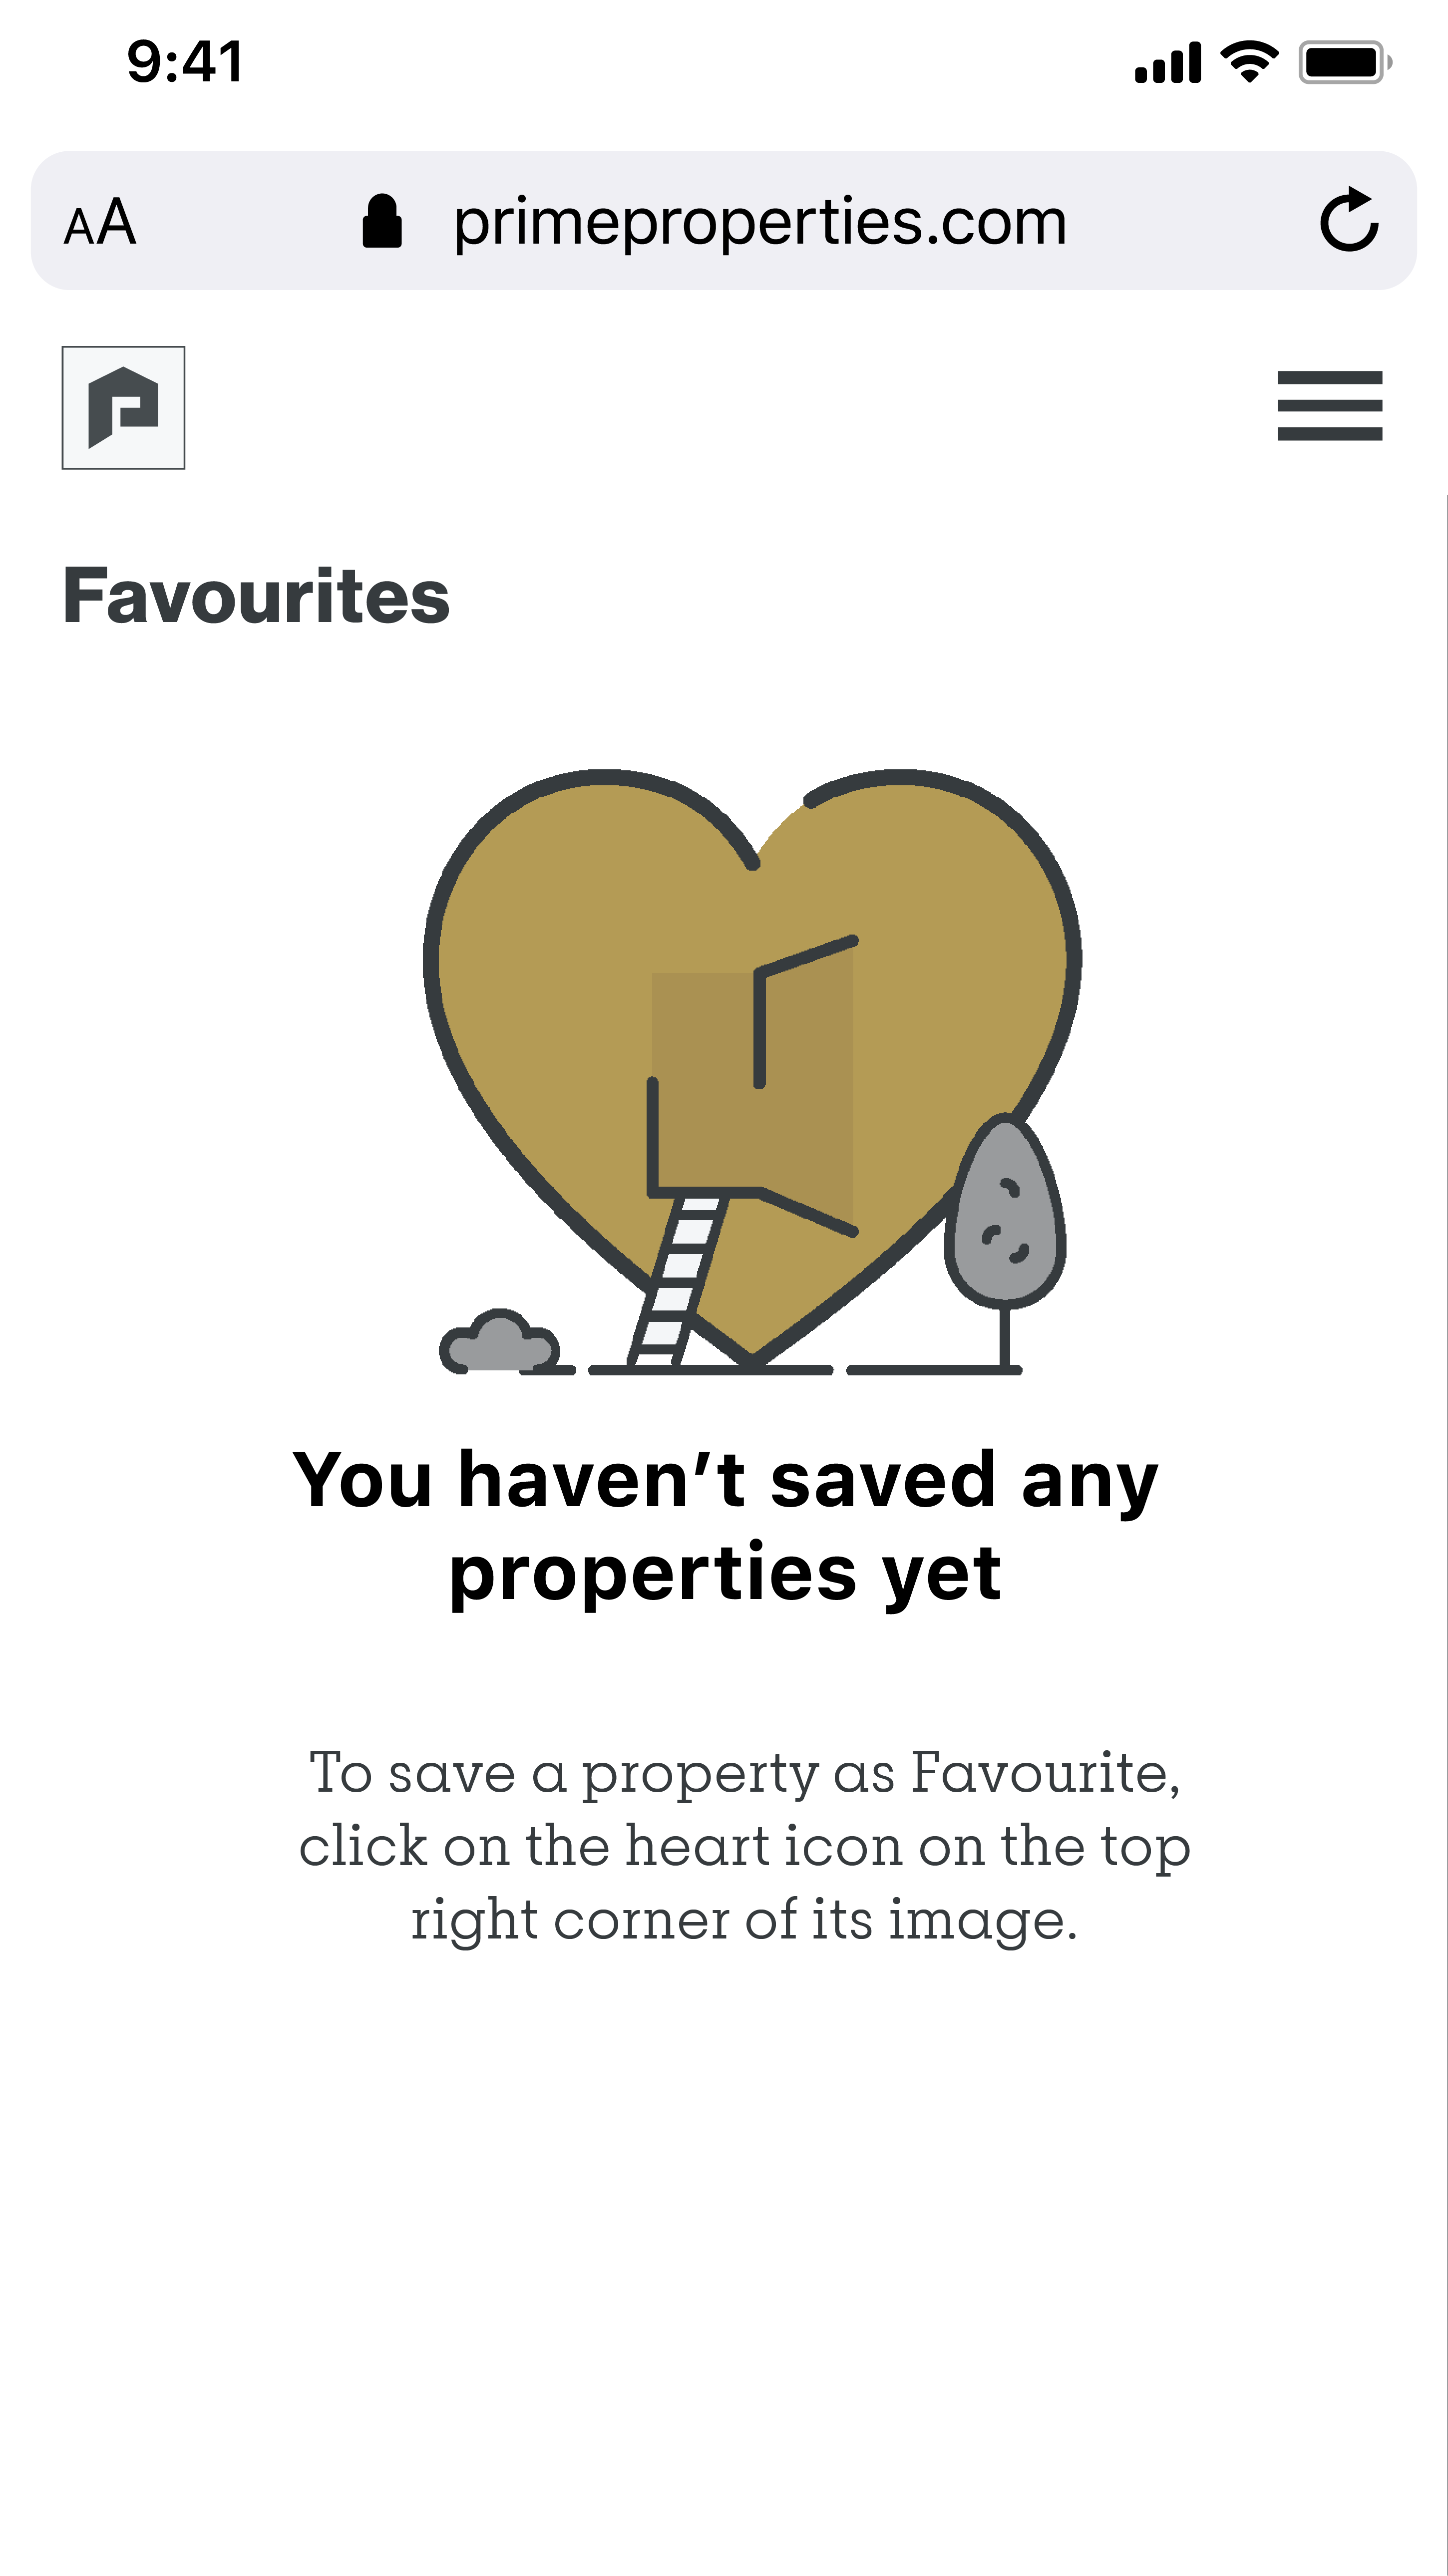 9:41
AA
primeproperties.com
Favourites
You haven’t saved any
properties yet
To save a property as Favourite,
click on the heart icon on the top
right corner of its image.